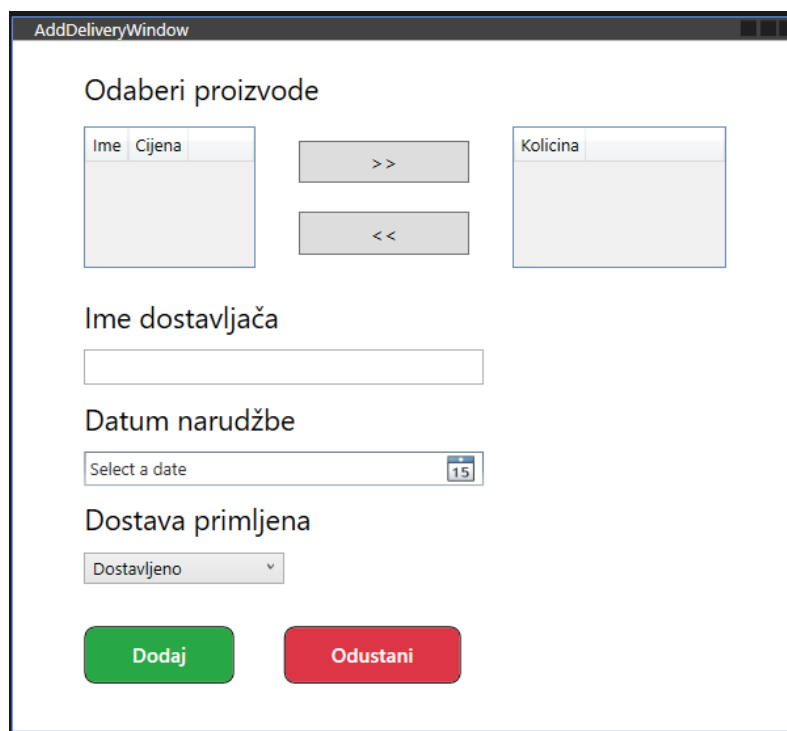 AddDeliveryWindow
Odaberi proizvode
Ime Cijena
>>
Kolicina
<<
Ime dostavljača
Datum narudžbe
Select a date
15
Dostava primljena
Dostavljeno
Dodaj
Odustani